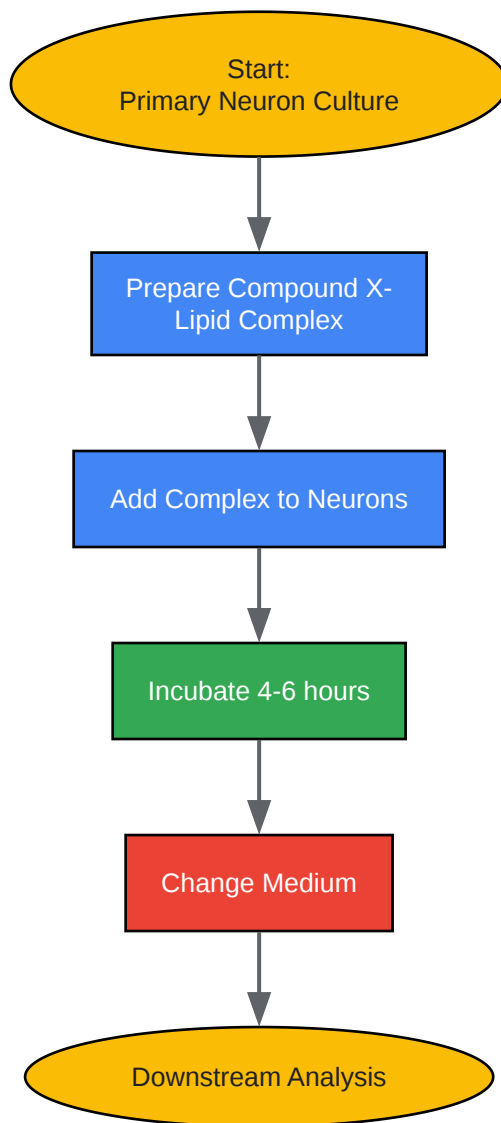 Start:
Primary Neuron Culture
Prepare Compound X-
Lipid Complex
Add Complex to Neurons
Incubate 4-6 hours
Change Medium
Downstream Analysis